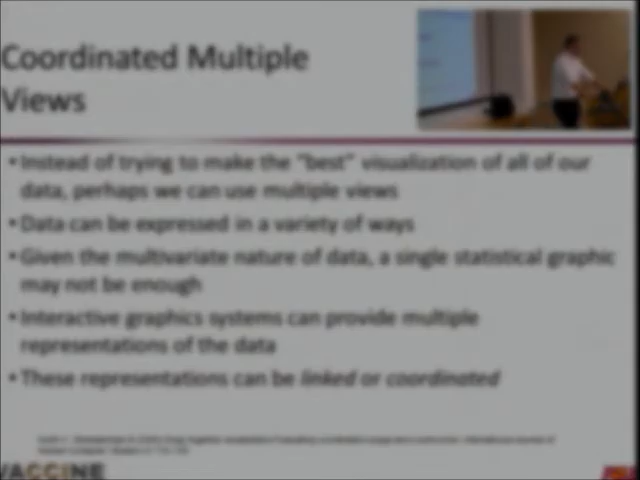 Coordinated Multiple
Views
• Instead of trying to make the "best" visualization of all of our
data, perhaps we can use multiple views
• Data can be expressed in a variety of ways
• Given the multivariate nature of data, a single statistical graphic
may not be enough
• Interactive graphics systems can provide multiple
representations of the data
• These representations can be linked or coordinated
VACCINE